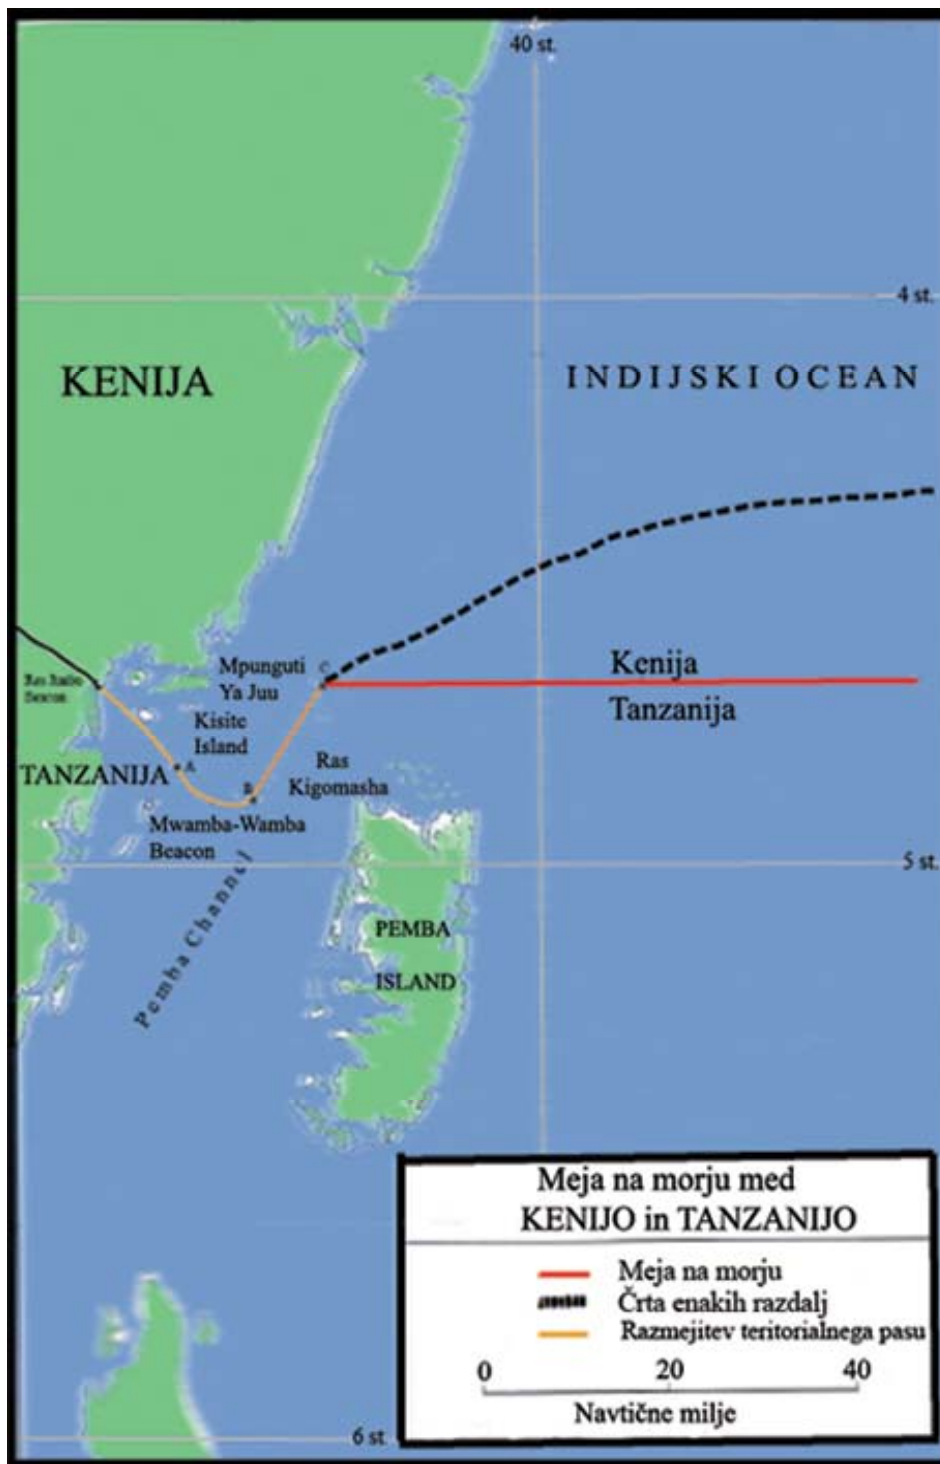 40 st.
4 st.
KENIJA
INDIJSKI OCEAN
Mpunguti
Ya Juu
C
Kenija
Tanzanija
Beacon
Kisite
Island
TANZANIJA
A
Ras
Kigomasha
B
Mwamba-Wamba
Beacon
5 st.
Pemba Channel
PEMBA
ISLAND
Meja na morju med
KENIJO in TANZANIJO
Meja na morju
Črta enakih razdalj
Razmejitev teritorialnega pasu
0 20 40
Navtične milje
6 st